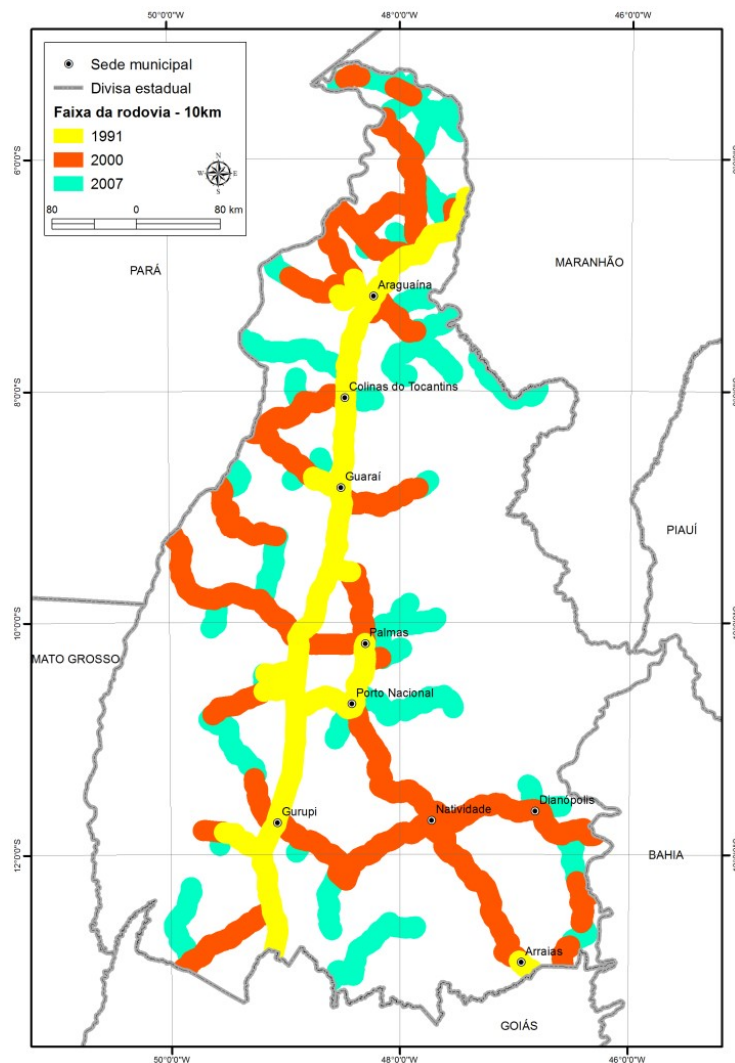 50°0'0"W 48°0'0"W 46°0'0"W
Sede municipal
Divisa estadual
Faixa da rodovia - 10km
1991
2000
2007
N
W E
S
80 0 80 km
6°0'0"S
PARÁ
MARANHÃO
Araguaína
Colinas do Tocantins
8°0'0"S
Guaraí
PIAUÍ
10°0'0"S
Palmas
MATO GROSSO
Porto Nacional
Dianópolis
Natividade
Gurupi
12°0'0"S
BAHIA
Arraias
GOIÁS
50°0'0"W 48°0'0"W 46°0'0"W